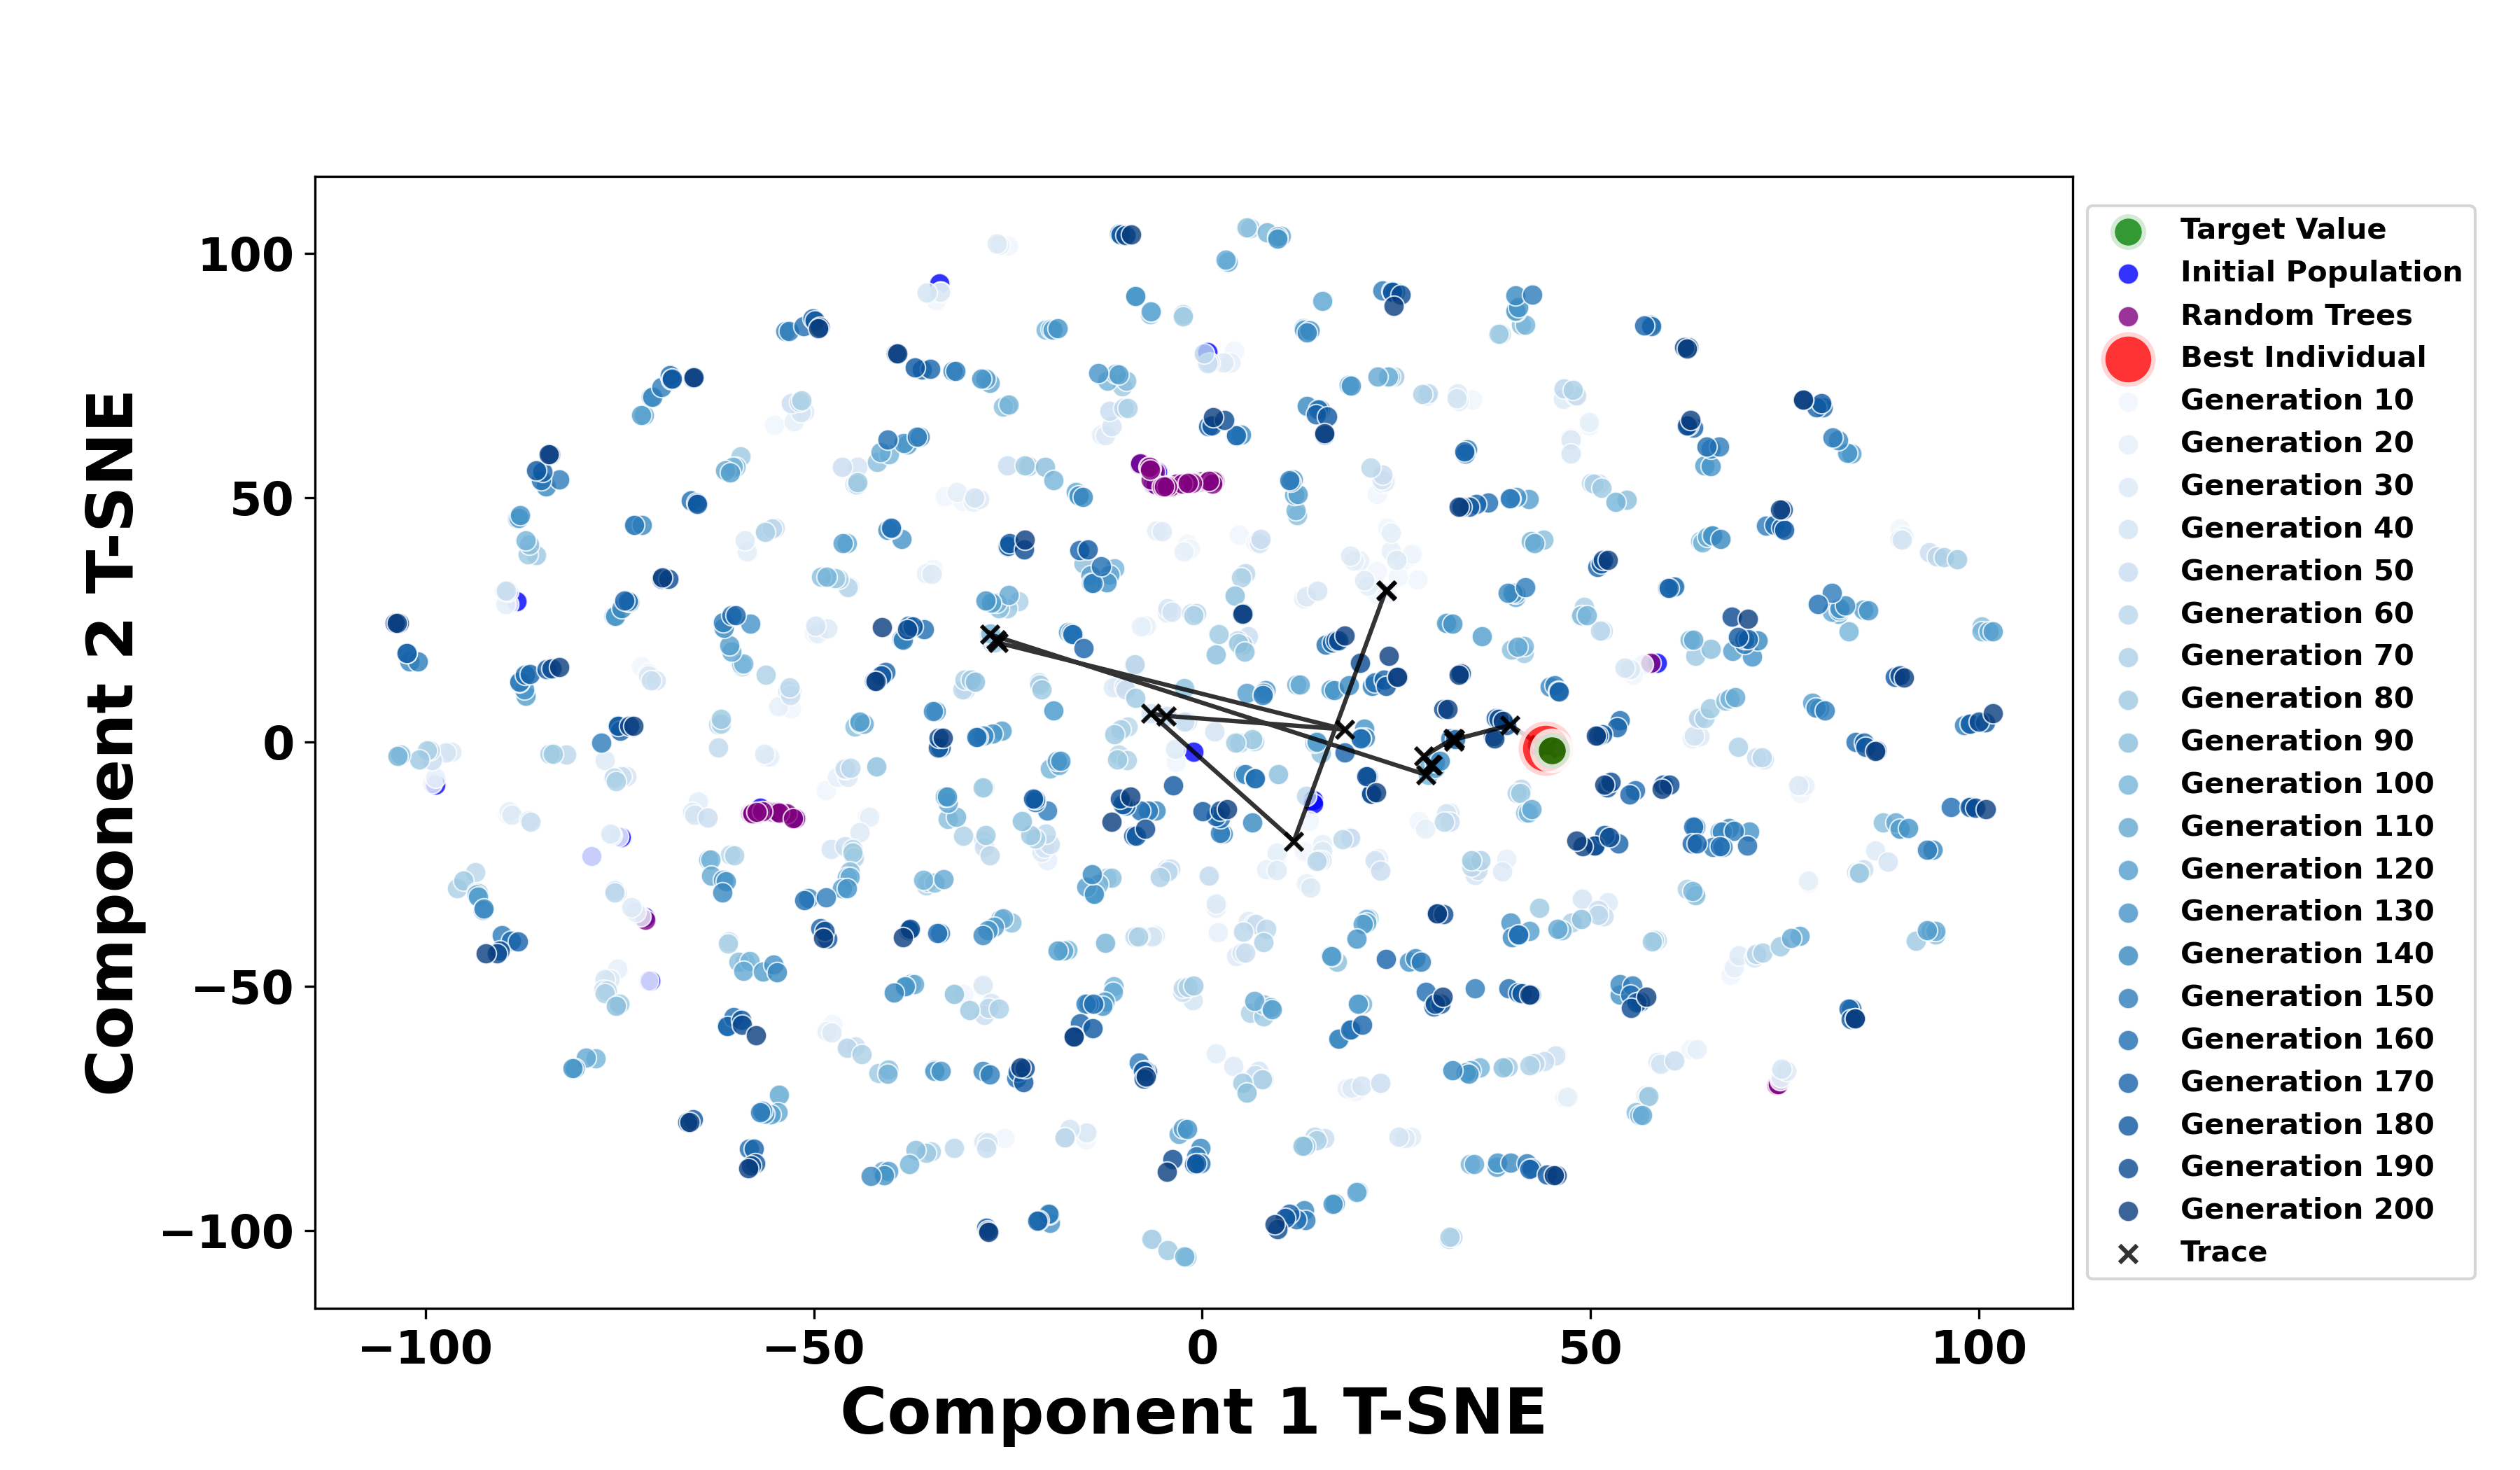 Component 2 T-SNE
100
50
0
−50
−100
−100
−50
0
50
100
Component 1 T-SNE
Target Value
Initial Population
Random Trees
Best Individual
Generation 10
Generation 20
Generation 30
Generation 40
Generation 50
Generation 60
Generation 70
Generation 80
Generation 90
Generation 100
Generation 110
Generation 120
Generation 130
Generation 140
Generation 150
Generation 160
Generation 170
Generation 180
Generation 190
Generation 200
Trace